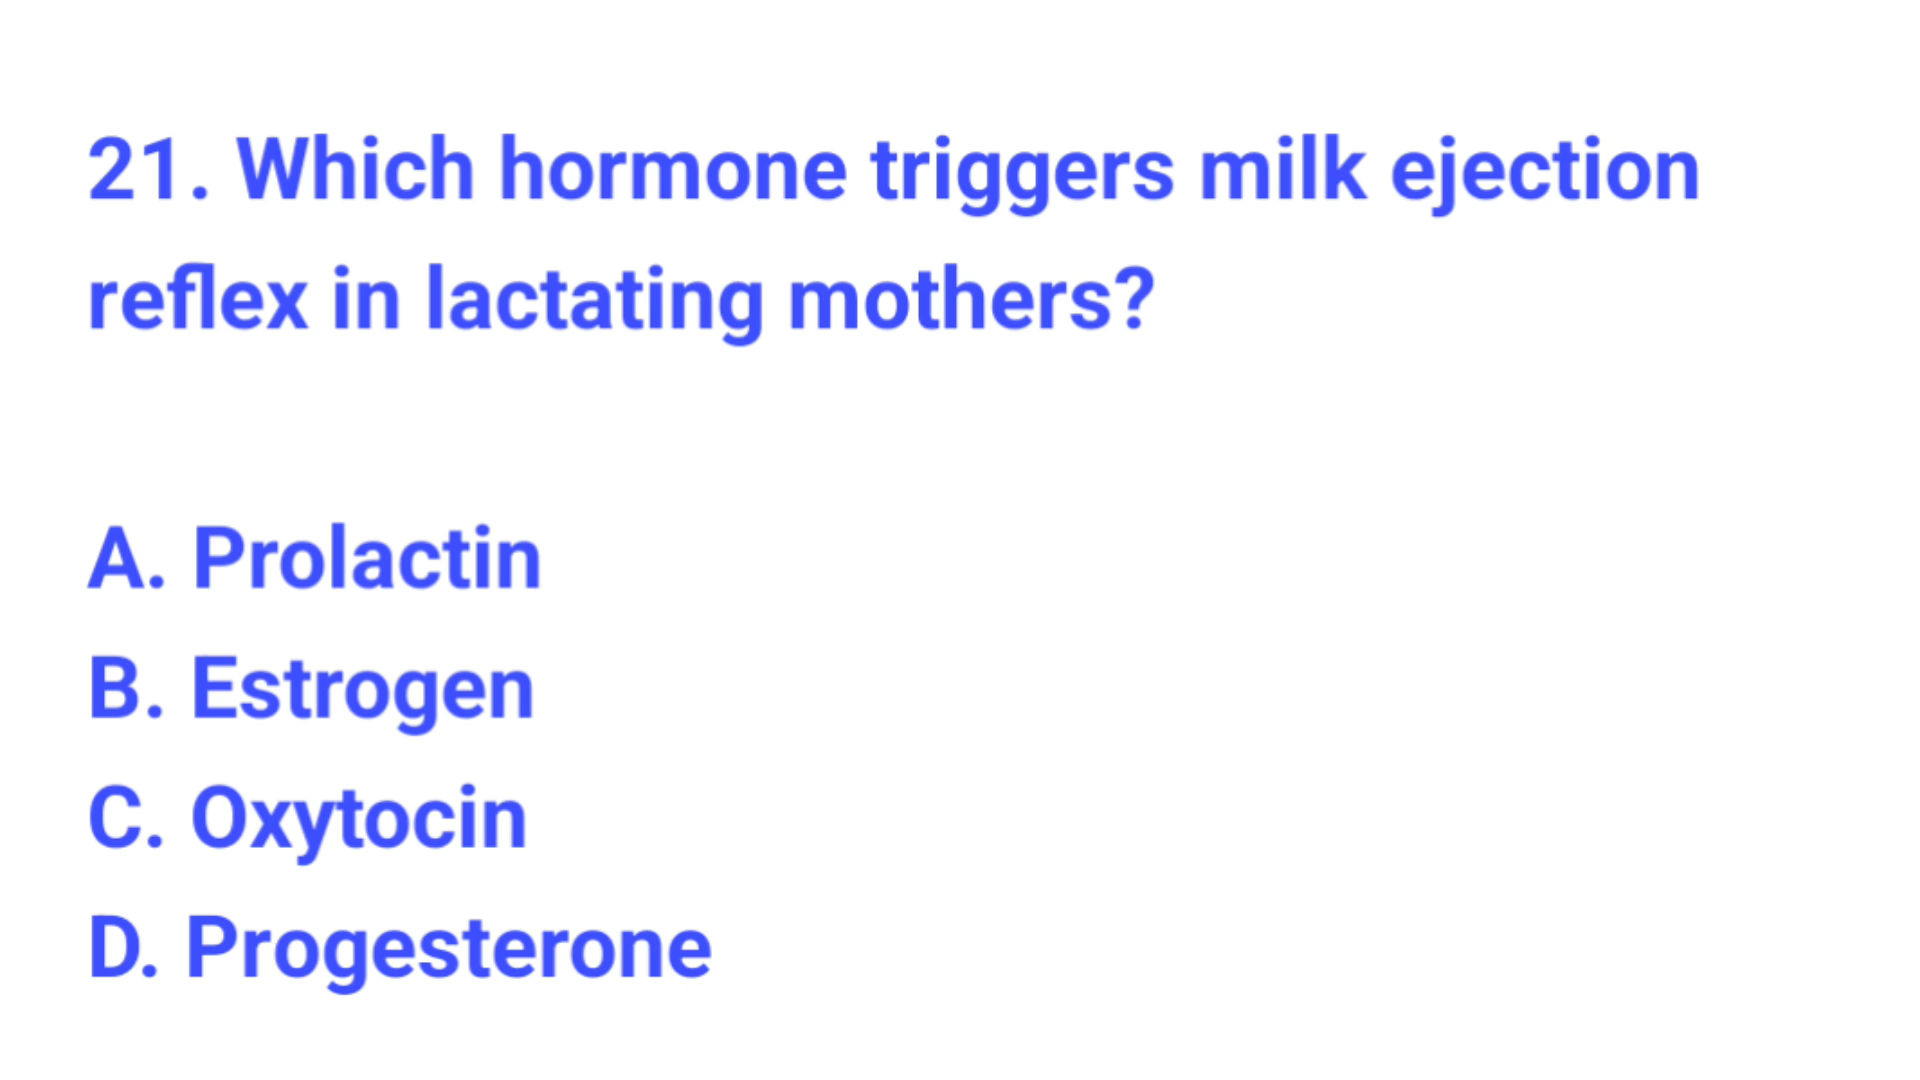 21. Which hormone triggers milk ejection
reflex in lactating mothers?
A. Prolactin
B. Estrogen
C. Oxytocin
D. Progesterone